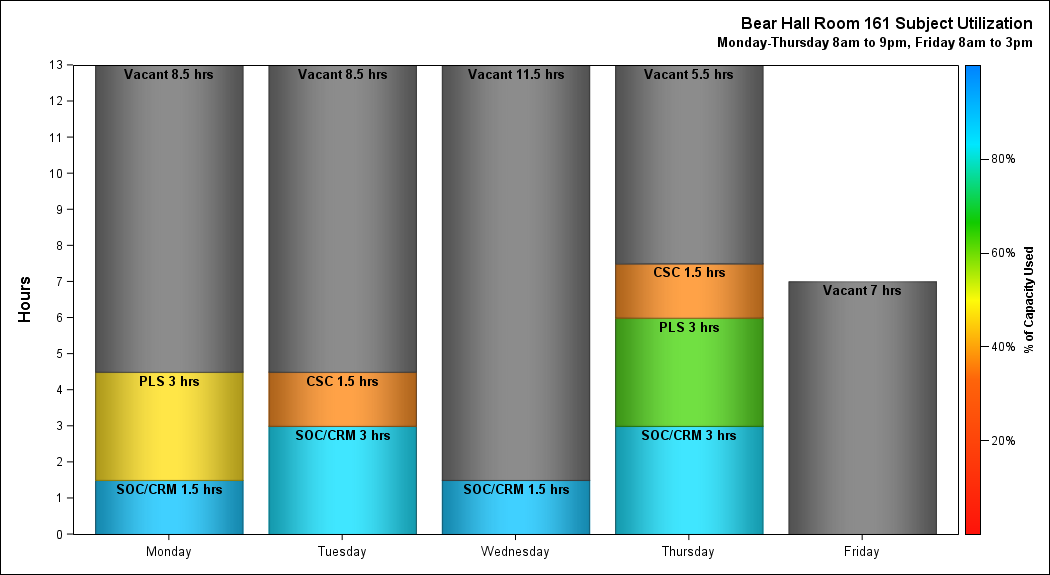 Bear Hall Room 161 Subject Utilization
Monday-Thursday 8am to 9pm, Friday 8am to 3pm
Hours
13
12
11
10
9
8
7
6
5
4
3
2
1
0
Vacant 8.5 hrs
PLS 3 hrs
SOC/CRM 1.5 hrs
Vacant 8.5 hrs
CSC 1.5 hrs
SOC/CRM 3 hrs
Vacant 11.5 hrs
SOC/CRM 1.5 hrs
Vacant 5.5 hrs
CSC 1.5 hrs
PLS 3 hrs
SOC/CRM 3 hrs
Vacant 7 hrs
Monday
Tuesday
Wednesday
Thursday
Friday
80%
60%
40%
20%
% of Capacity Used